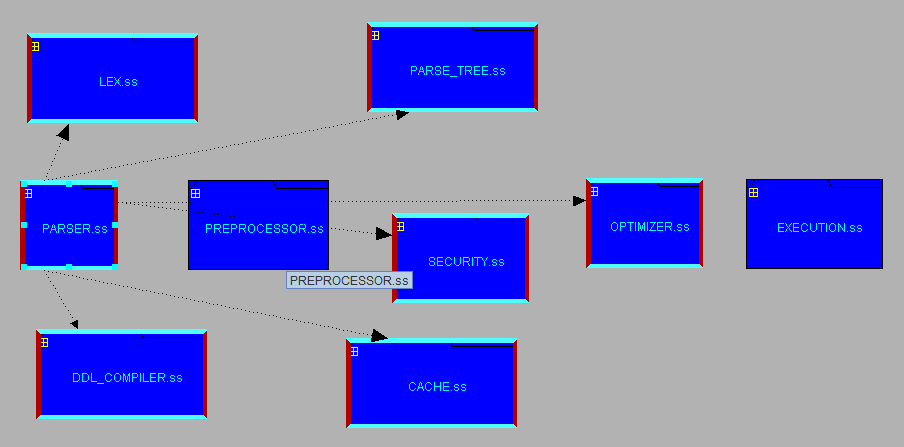 LEX.ss
PARSE_TREE.ss
PARSER.ss
PREPROCESSOR.ss
OPTIMIZER.ss
EXECUTION.ss
SECURITY.ss
PREPROCESSOR.ss
DDL_COMPILER.ss
CACHE.ss